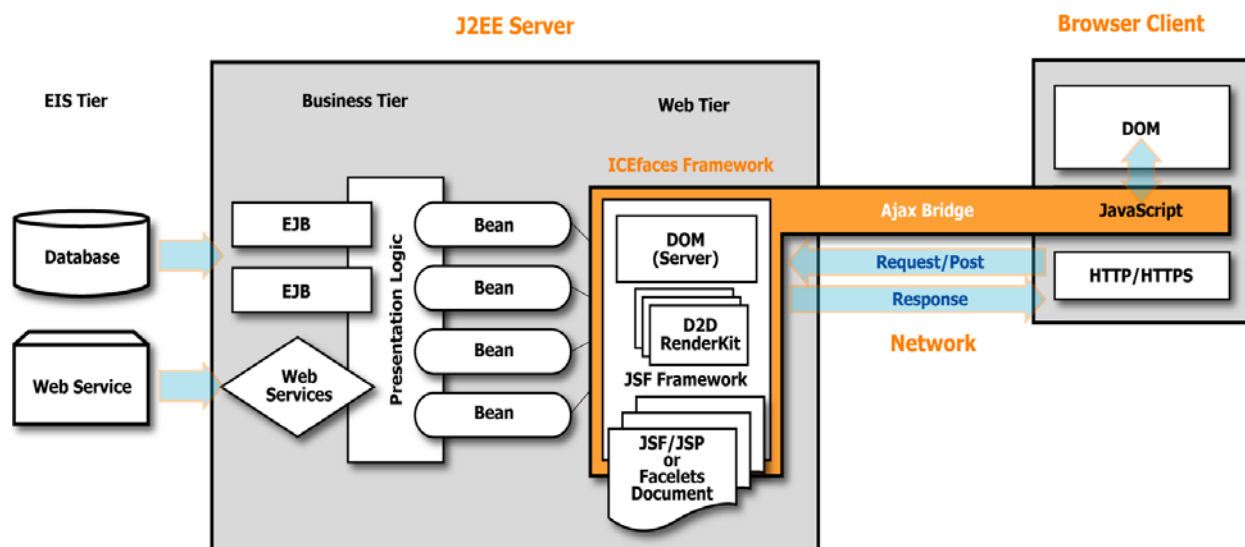 J2EE Server
Browser Client
EIS Tier
Business Tier
Web Tier
ICEfaces Framework
Database
Web Service
EJB
EJB
Web
Services
Presentation Logic
Bean
Bean
Bean
Bean
DOM
(Server)
D2D
RenderKit
JSF Framework
JSF/JSP
or
Facelets
Document
Ajax Bridge
Request/Post
Response
Network
DOM
JavaScript
HTTP/HTTPS